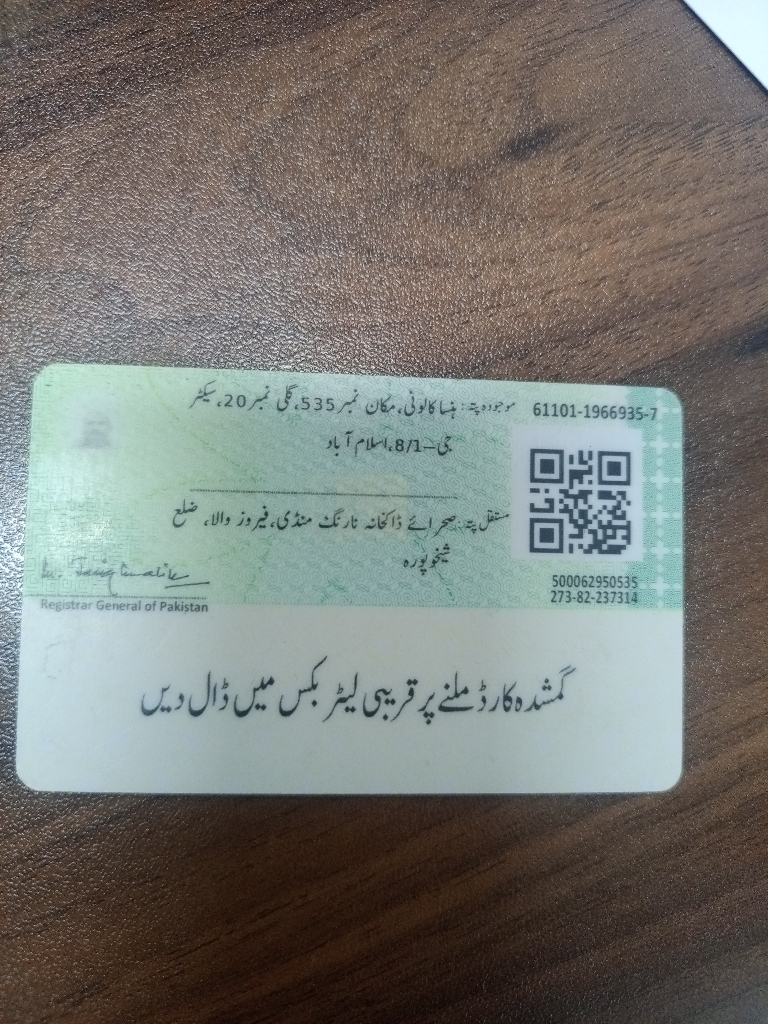 موجودہ پتہ: ہنسا کالونی، مکان نمبر 535، گلی نمبر 20، سیکٹر
جی-8/1، اسلام آباد
61101-1966935-7
مستقل پتہ: صحرائے ڈاکخانہ نارنگ منڈی، فیروز والا، ضلع
شیخوپورہ
500062950535
273-82-237314
Registrar General of Pakistan
گمشدہ کارڈ ملنے پر قریبی لیٹر بکس میں ڈال دیں